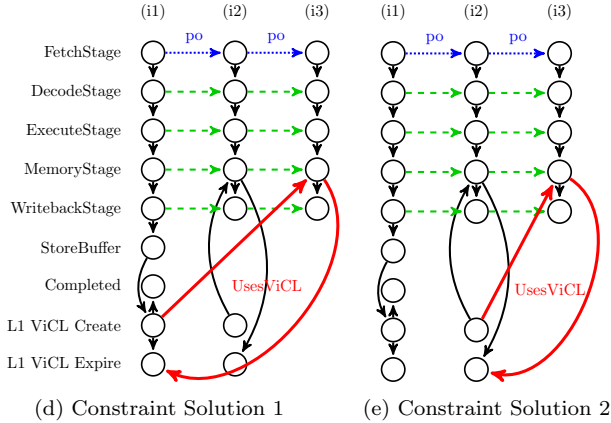 (i1) (i2) (i3) (i1) (i2) (i3)
po po po po
FetchStage
DecodeStage
ExecuteStage
MemoryStage
WritebackStage
StoreBuffer
Completed
UsesViCL UsesViCL
L1 ViCL Create
L1 ViCL Expire
(d) Constraint Solution 1 (e) Constraint Solution 2